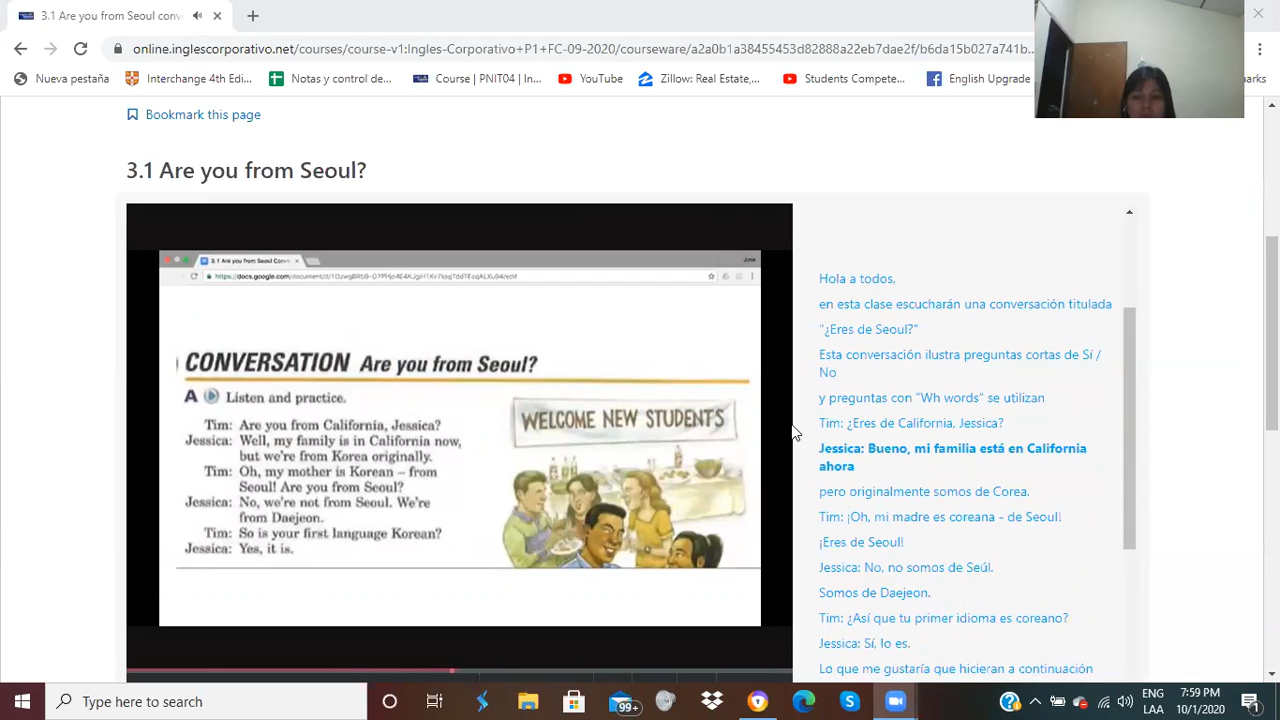 3.1 Are you from Seoul conv
online.inglescorporativo.net/courses/course-v1:Ingles-Corporativo+P1+FC-09-2020/courseware/a2a0b1a38455453d82888a22eb7dae2f/b6da15b027a741b...
Nueva pestaña
Interchange 4th Edi...
Notas y control de...
Course | PNIT04 | In...
YouTube
Zillow: Real Estate,...
Students Compete...
English Upgrade
Bookmark this page
3.1 Are you from Seoul?
3.1 Are you from Seoul Conv
Jose
CONVERSATION Are you from Seoul?
A Listen and practice.
Tim: Are you from California, Jessica?
Jessica: Well, my family is in California now,
but we're from Korea originally.
Tim: Oh, my mother is Korean – from
Seoul! Are you from Seoul?
Jessica: No, we're not from Seoul. We're
from Daejeon.
Tim: So is your first language Korean?
Jessica: Yes, it is.
WELCOME NEW STUDENTS
Hola a todos,
en esta clase escucharán una conversación titulada
"¿Eres de Seoul?"
Esta conversación ilustra preguntas cortas de Sí /
No
y preguntas con "Wh words" se utilizan
Tim: ¿Eres de California, Jessica?
Jessica: Bueno, mi familia está en California
ahora
pero originalmente somos de Corea.
Tim: ¡Oh, mi madre es coreana - de Seoul!
¡Eres de Seoul!
Jessica: No, no somos de Seúl.
Somos de Daejeon.
Tim: ¿Así que tu primer idioma es coreano?
Jessica: Sí, lo es.
Lo que me gustaría que hicieran a continuación
Type here to search
99+
ENG
LAA
7:59 PM
10/1/2020
1